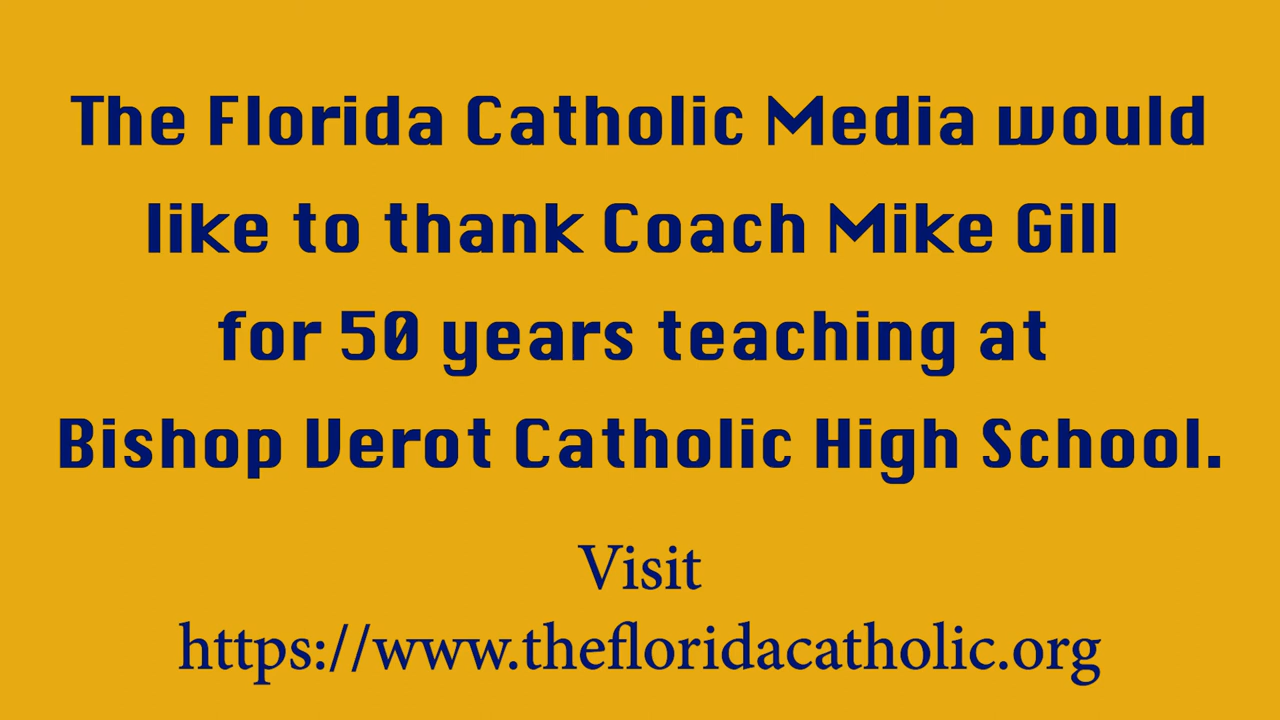 The Florida Catholic Media would
like to thank Coach Mike Gill
for 50 years teaching at
Bishop Verot Catholic High School.
Visit
https://www.thefloridacatholic.org